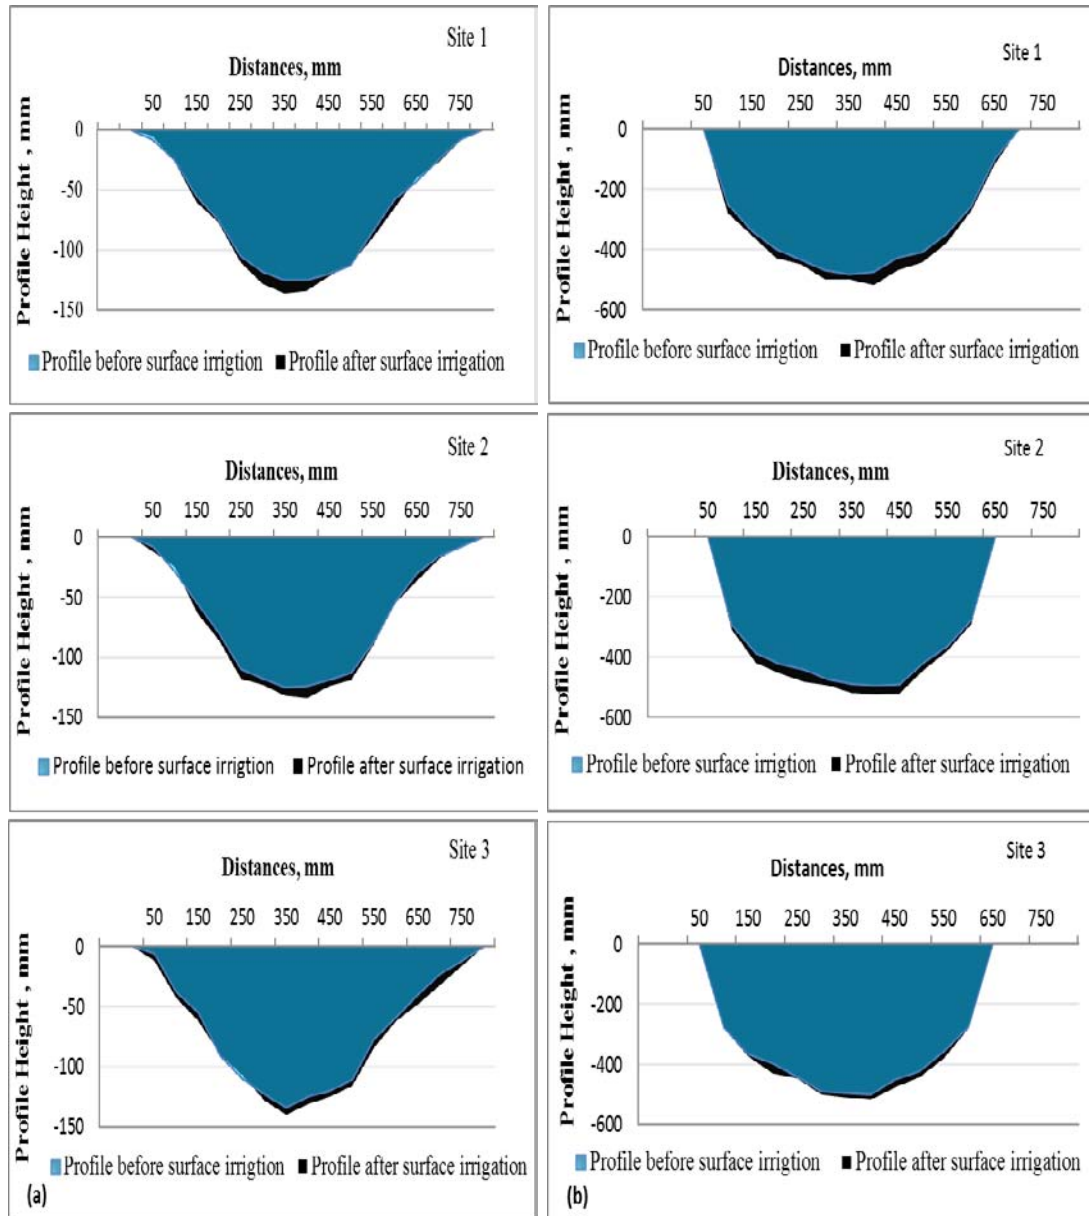 Site 1
Distances, mm
50 150 250 350 450 550 650 750
Profile Height , mm
0
-50
-100
-150
Profile before surface irrigtion Profile after surface irrigation
Site 1
Distances, mm
50 150 250 350 450 550 650 750
Profile Height , mm
0
-200
-400
-600
Profile before surface irrigtion Profile after surface irrigation
Site 2
Distances, mm
50 150 250 350 450 550 650 750
Profile Height , mm
0
-50
-100
-150
Profile before surface irrigtion Profile after surface irrigation
Site 2
Distances, mm
50 150 250 350 450 550 650 750
Profile Height , mm
0
-200
-400
-600
Profile before surface irrigtion Profile after surface irrigation
Site 3
Distances, mm
50 150 250 350 450 550 650 750
Profile Height , mm
0
-50
-100
-150
Profile before surface irrigtion Profile after surface irrigation
(a)
Site 3
Distances, mm
50 150 250 350 450 550 650 750
Profile Height , mm
0
-200
-400
-600
Profile before surface irrigtion Profile after surface irrigation
(b)